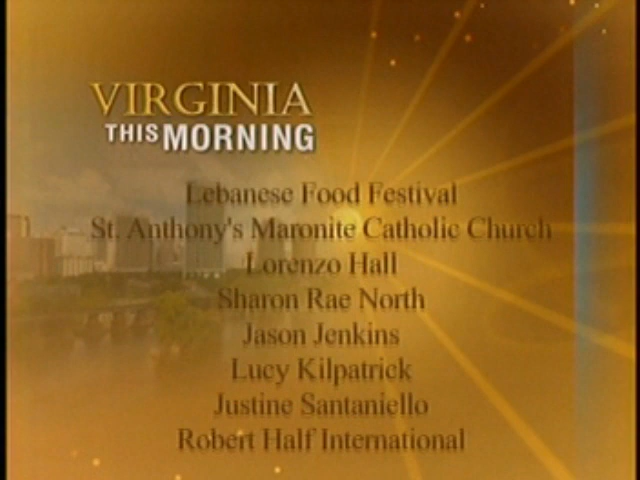 VIRGINIA
THIS MORNING
Lebanese Food Festival
St. Anthony's Maronite Catholic Church
Lorenzo Hall
Sharon Rae North
Jason Jenkins
Lucy Kilpatrick
Justine Santaniello
Robert Half International